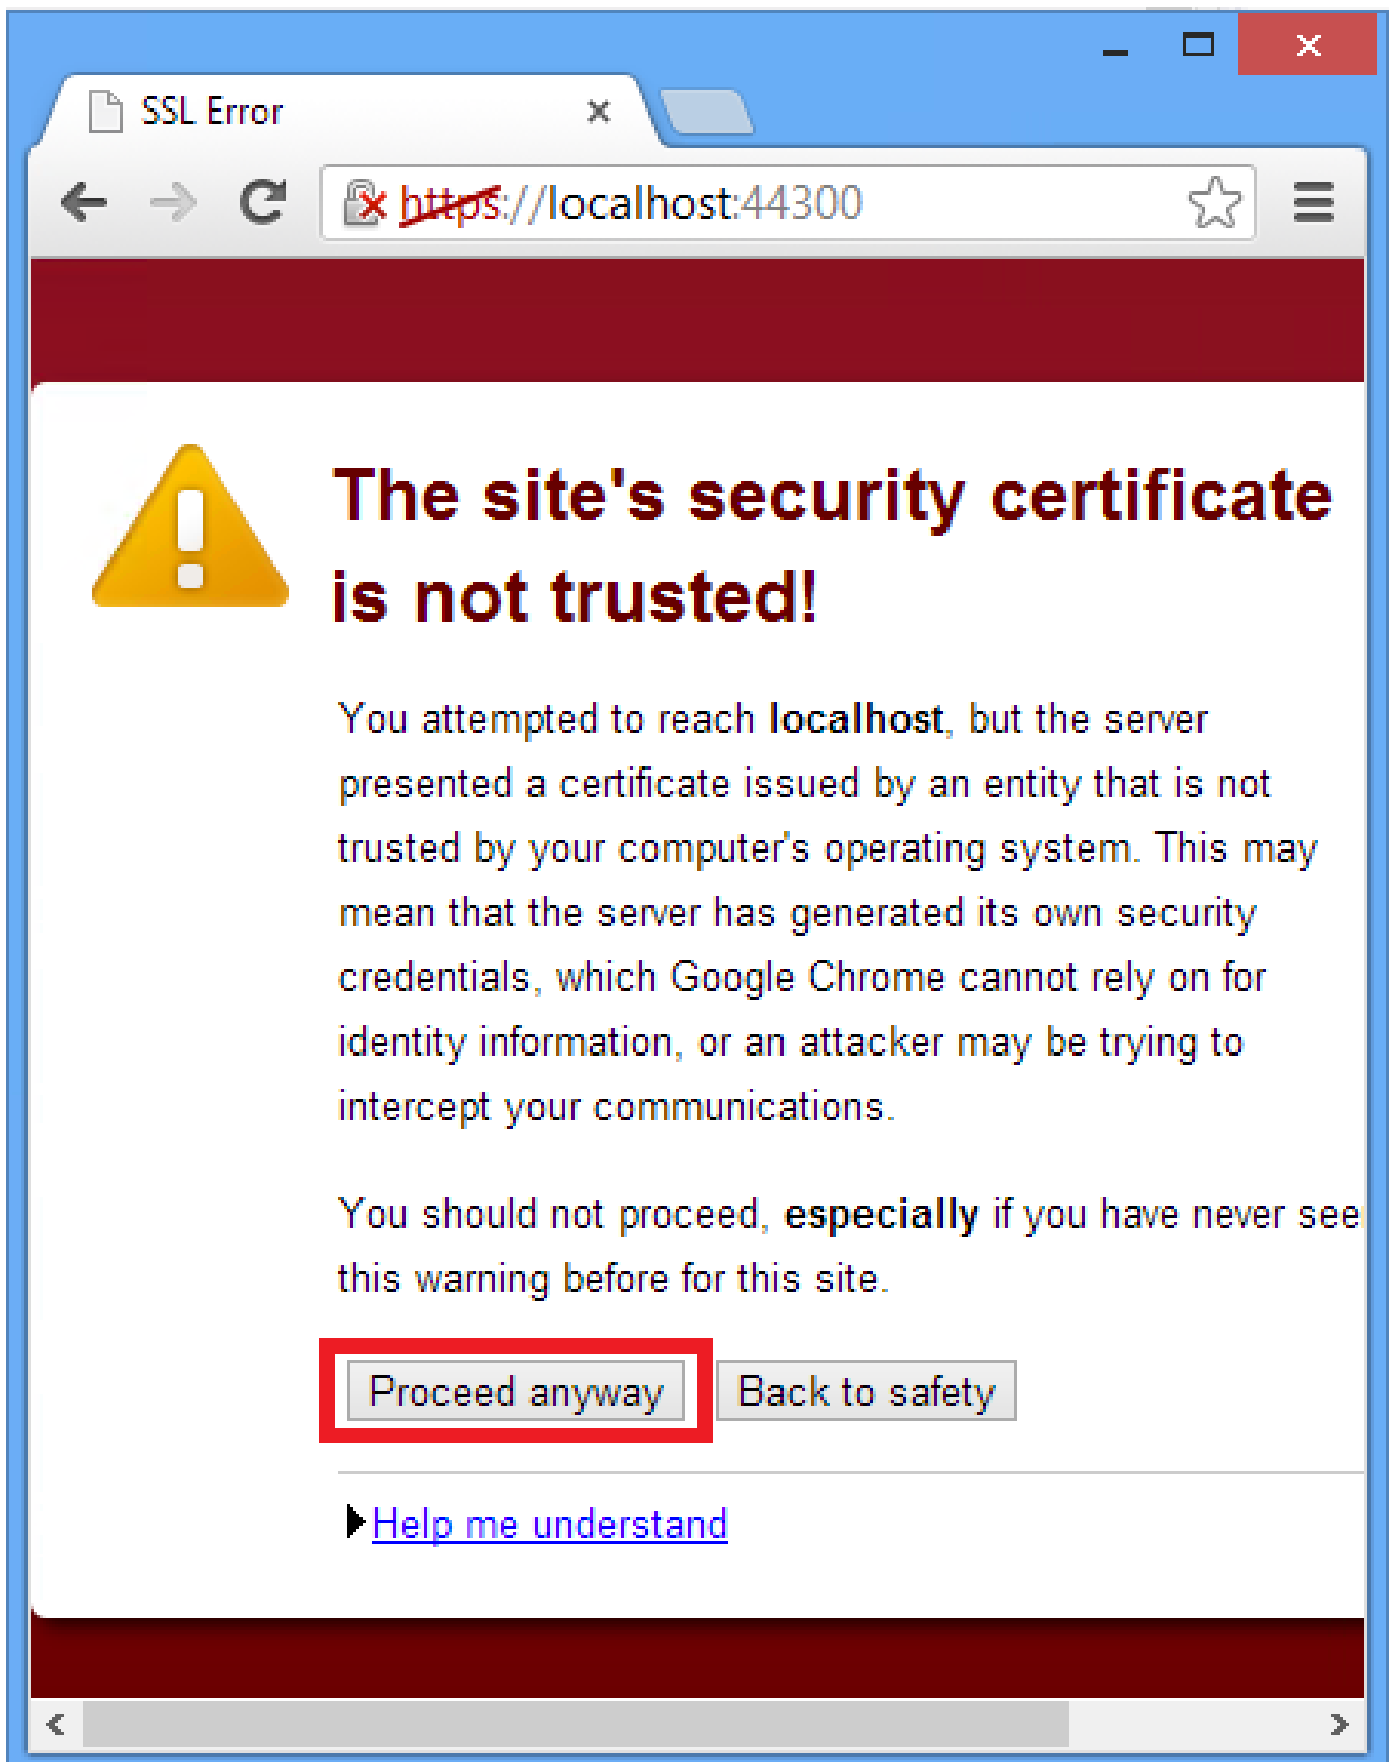 SSL Error
https://localhost:44300
The site's security certificate
is not trusted!
You attempted to reach localhost, but the server
presented a certificate issued by an entity that is not
trusted by your computer's operating system. This may
mean that the server has generated its own security
credentials, which Google Chrome cannot rely on for
identity information, or an attacker may be trying to
intercept your communications.
You should not proceed, especially if you have never see
this warning before for this site.
Proceed anyway Back to safety
Help me understand